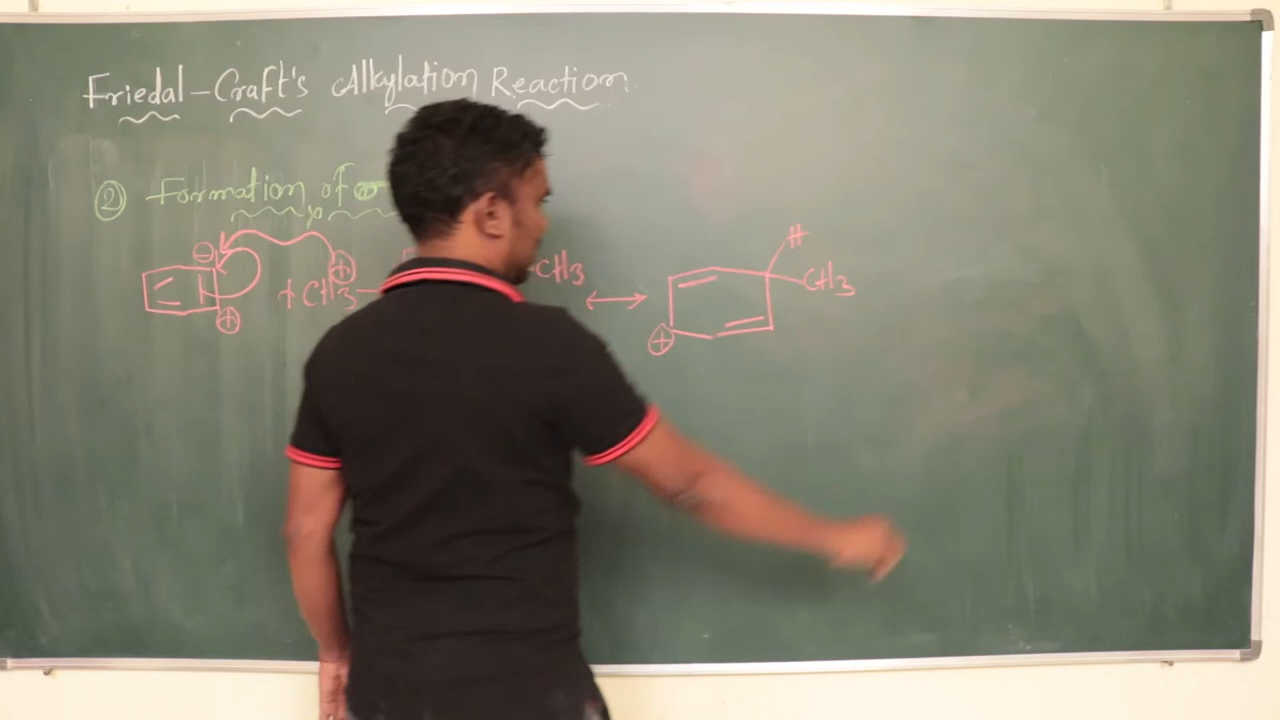 Friedal-Craft's Alkylation Reaction.
② Formation of σ
⊖ ⊕ + CH3 ⊕ CH3 ↔ H CH3 ⊕